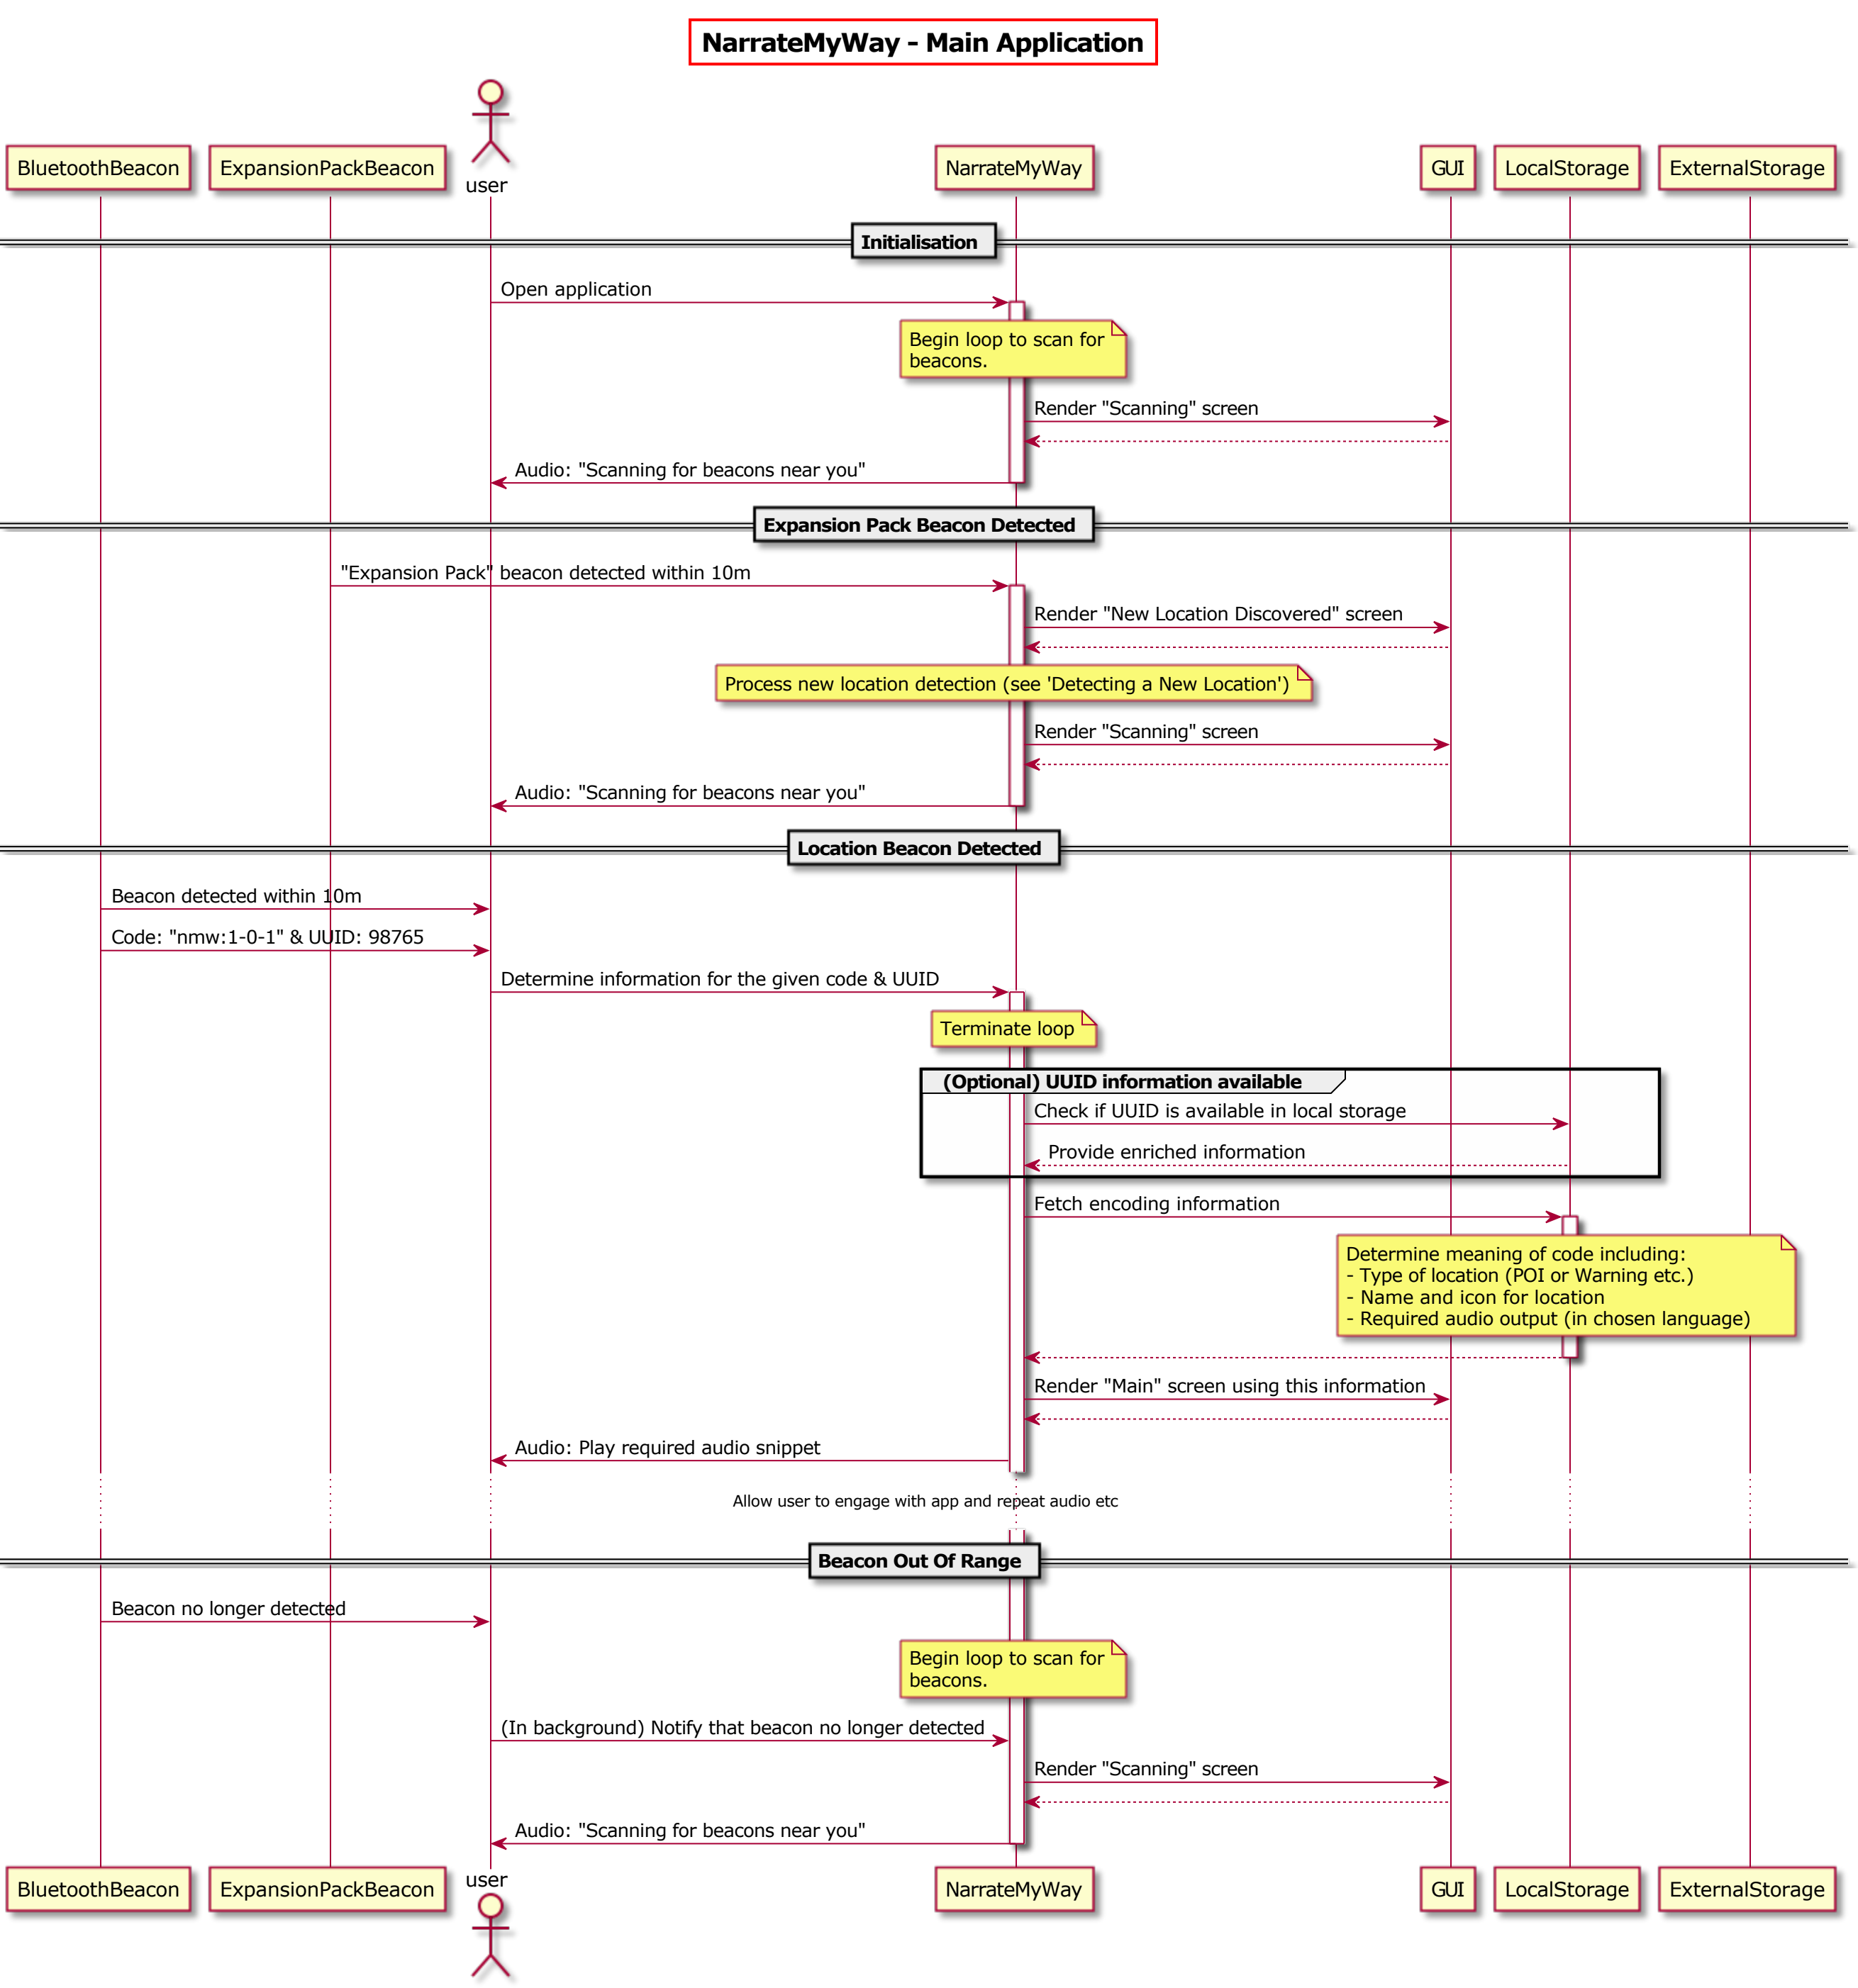 NarrateMyWay - Main Application
BluetoothBeacon
ExpansionPackBeacon
user
NarrateMyWay
GUI
LocalStorage
ExternalStorage
Initialisation
Open application
Begin loop to scan for
beacons.
Render "Scanning" screen
Audio: "Scanning for beacons near you"
Expansion Pack Beacon Detected
"Expansion Pack" beacon detected within 10m
Render "New Location Discovered" screen
Process new location detection (see 'Detecting a New Location')
Render "Scanning" screen
Audio: "Scanning for beacons near you"
Location Beacon Detected
Beacon detected within 10m
Code: "nmw:1-0-1" & UUID: 98765
Determine information for the given code & UUID
Terminate loop
(Optional) UUID information available
Check if UUID is available in local storage
Provide enriched information
Fetch encoding information
Determine meaning of code including:
- Type of location (POI or Warning etc.)
- Name and icon for location
- Required audio output (in chosen language)
Render "Main" screen using this information
Audio: Play required audio snippet
Allow user to engage with app and repeat audio etc
Beacon Out Of Range
Beacon no longer detected
Begin loop to scan for
beacons.
(In background) Notify that beacon no longer detected
Render "Scanning" screen
Audio: "Scanning for beacons near you"
BluetoothBeacon
ExpansionPackBeacon
user
NarrateMyWay
GUI
LocalStorage
ExternalStorage